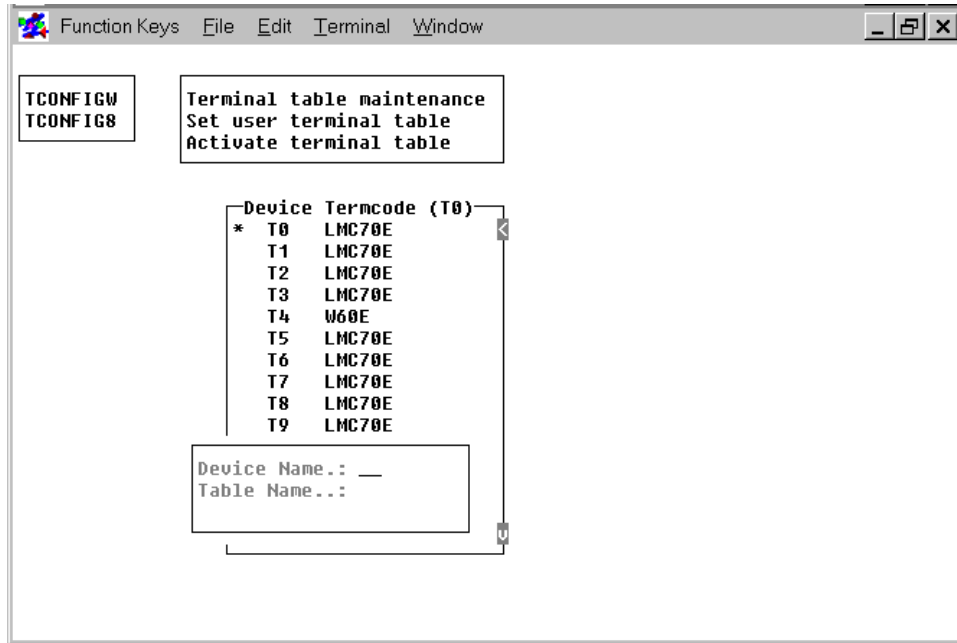 Function Keys File Edit Terminal Window
TCONFIGW
TCONFIG8
Terminal table maintenance
Set user terminal table
Activate terminal table
Device Termcode (T0)
* T0 LMC70E
T1 LMC70E
T2 LMC70E
T3 LMC70E
T4 W60E
T5 LMC70E
T6 LMC70E
T7 LMC70E
T8 LMC70E
T9 LMC70E
Device Name.: __
Table Name..: